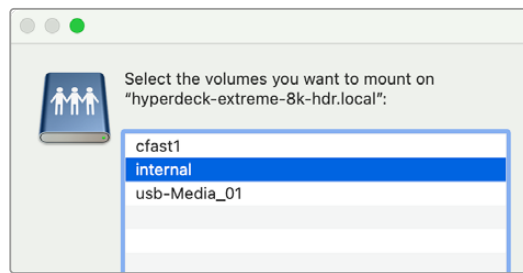 Select the volumes you want to mount on
“hyperdeck-extreme-8k-hdr.local”:
cfast1
internal
usb-Media_01